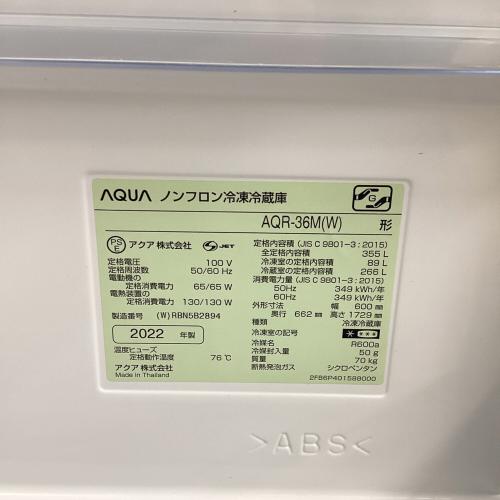 AQUA ノンフロン冷凍冷蔵庫
G
AQR-36M(W) 形
PS E アクア 株式会社 JET
定格電圧 100 V
定格周波数 50/60 Hz
電動機の
定格消費電力 65/65 W
電熱装置の
定格消費電力 130/130 W
製造番号 (W)RBN5B2894
2022 年製
温度ヒューズ
定格動作温度 76℃
アクア 株式会社
Made in Thailand
定格内容積 (JIS C 9801-3:2015)
全定格内容積 355 L
冷凍室の定格内容積 89 L
冷蔵室の定格内容積 266 L
消費電力量 (JIS C 9801-3:2015)
50Hz 349 kWh/年
60Hz 349 kWh/年
外形寸法 幅 600 mm
奥行 662 mm 高さ 1729 mm
種類 冷凍冷蔵庫
冷凍室の記号 ****
冷媒名 R600a
冷媒封入量 50 g
質量 70 kg
断熱発泡ガス シクロペンタン
2FB6P401588000
>ABS<